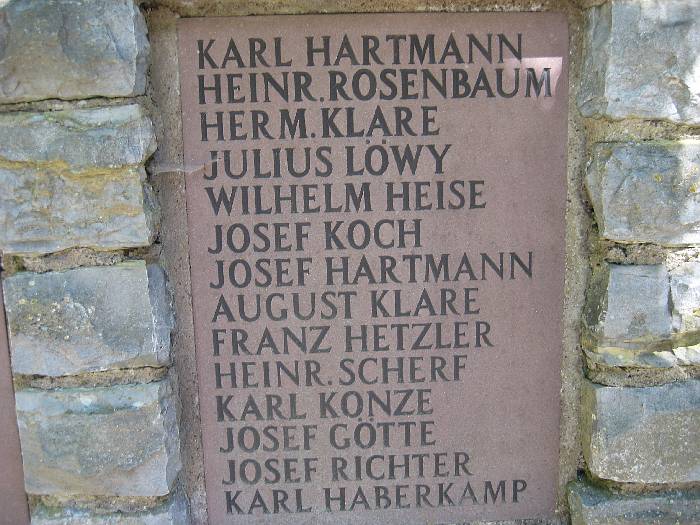 KARL HARTMANN
HEINR. ROSENBAUM
HERM. KLARE
JULIUS LÖWY
WILHELM HEISE
JOSEF KOCH
JOSEF HARTMANN
AUGUST KLARE
FRANZ HETZLER
HEINR. SCHERF
KARL KONZE
JOSEF GÖTTE
JOSEF RICHTER
KARL HABERKAMP